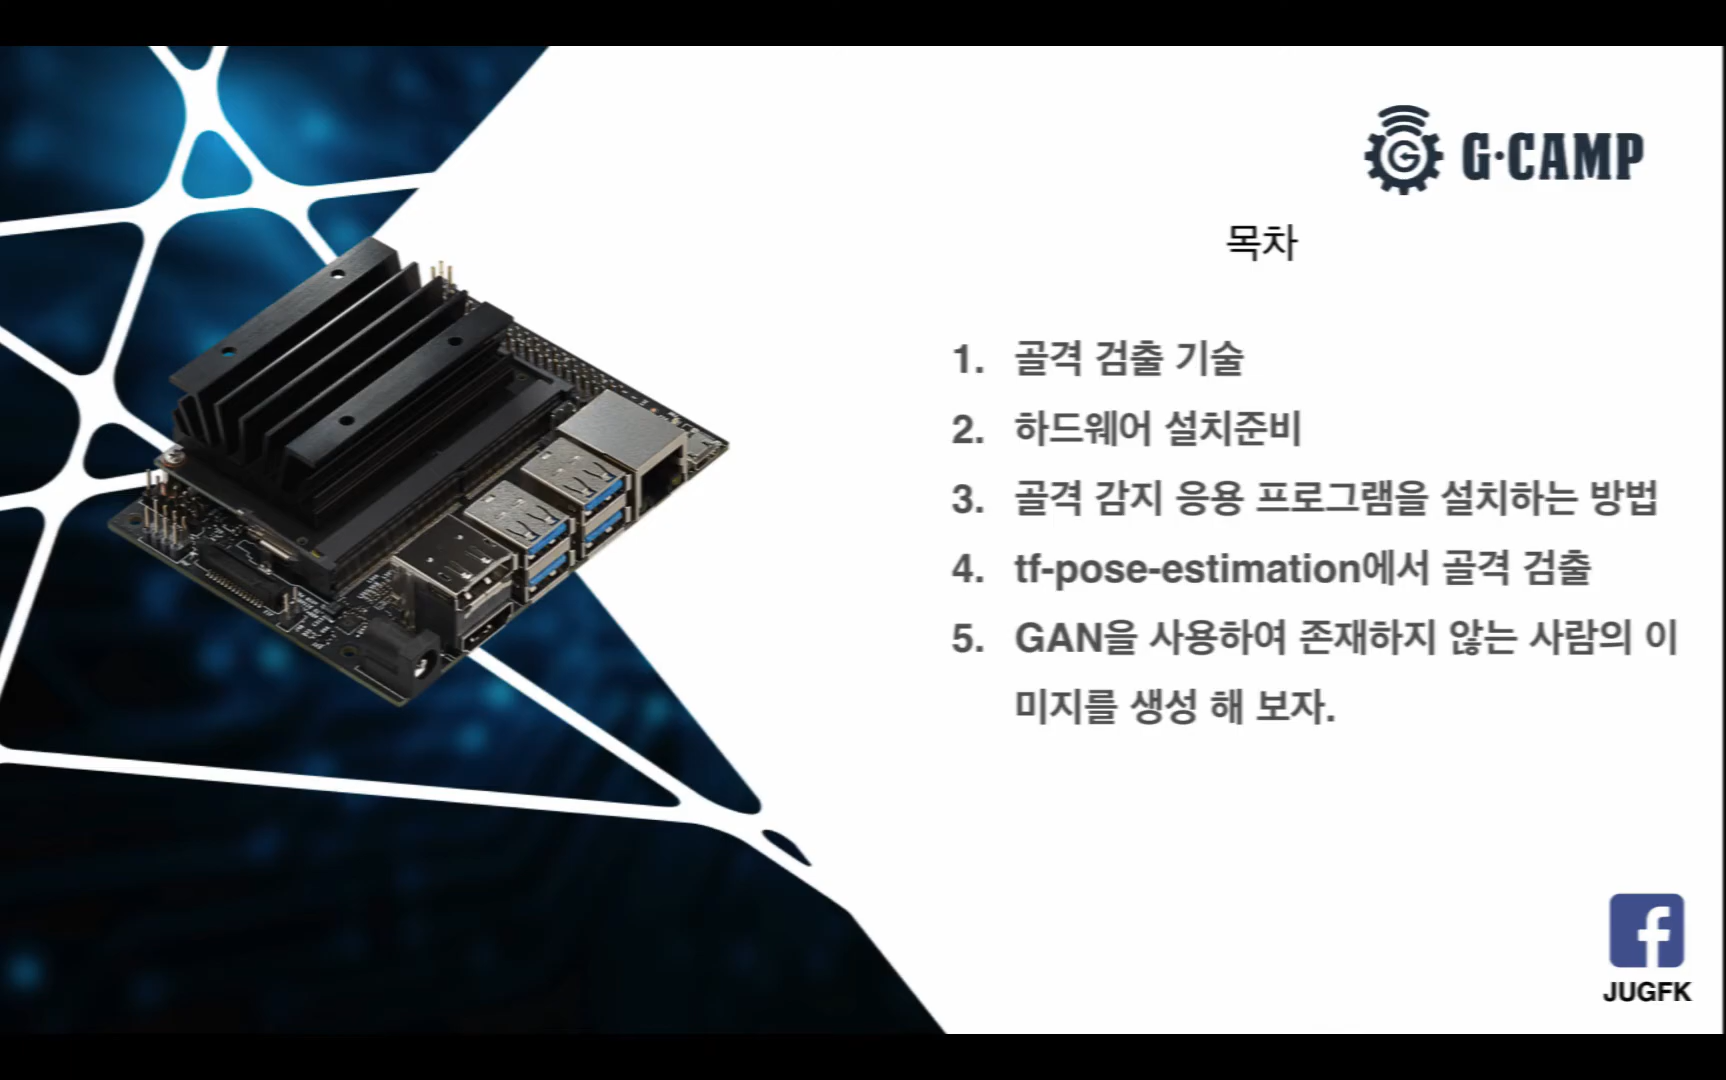 G·CAMP
목차
1. 골격 검출 기술
2. 하드웨어 설치준비
3. 골격 감지 응용 프로그램을 설치하는 방법
4. tf-pose-estimation에서 골격 검출
5. GAN을 사용하여 존재하지 않는 사람의 이
미지를 생성 해 보자.
JUGFK